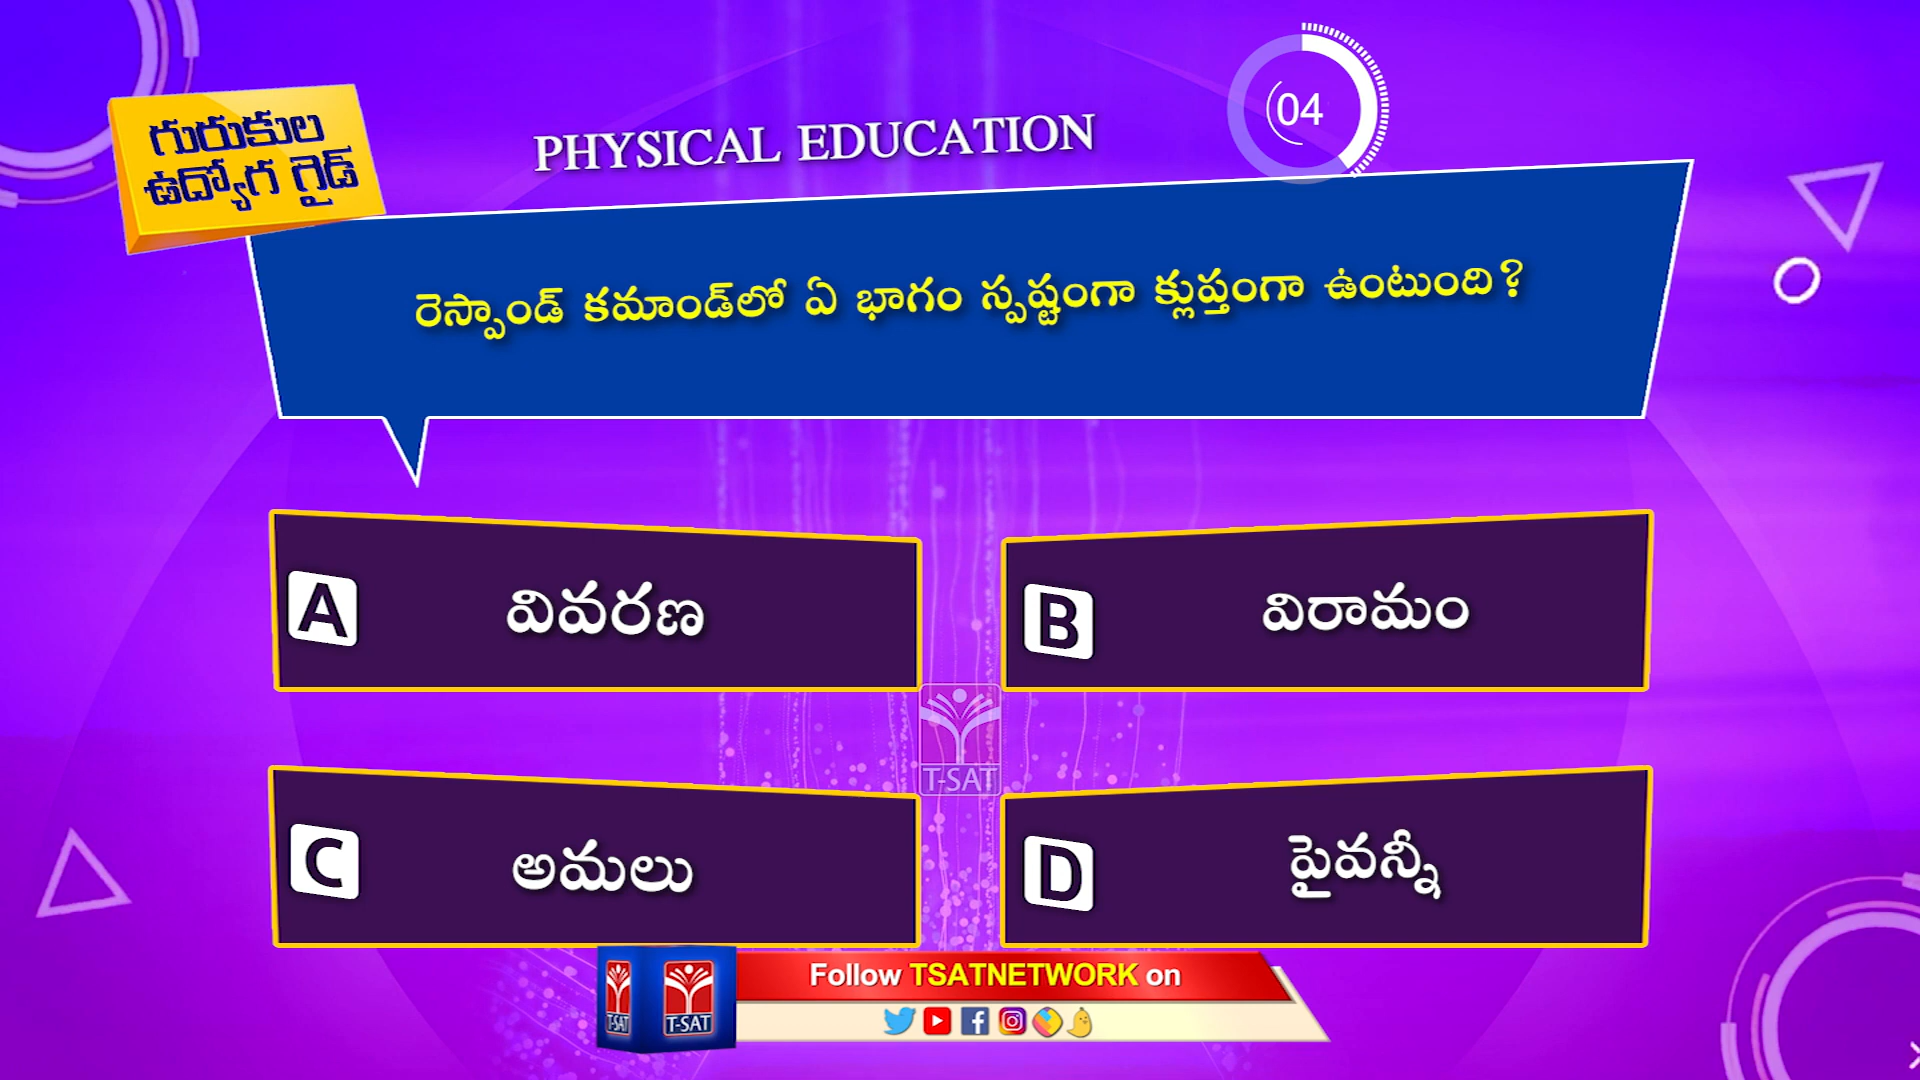 గురుకుల
ఉద్యోగ గైడ్
PHYSICAL EDUCATION
04
రెస్పాండ్ కమాండ్‌లో ఏ భాగం స్పష్టంగా క్లుప్తంగా ఉంటుంది?
A వివరణ
B విరామం
C అమలు
D పైవన్నీ
T-SAT
Follow TSATNETWORK on
T-SAT T-SAT